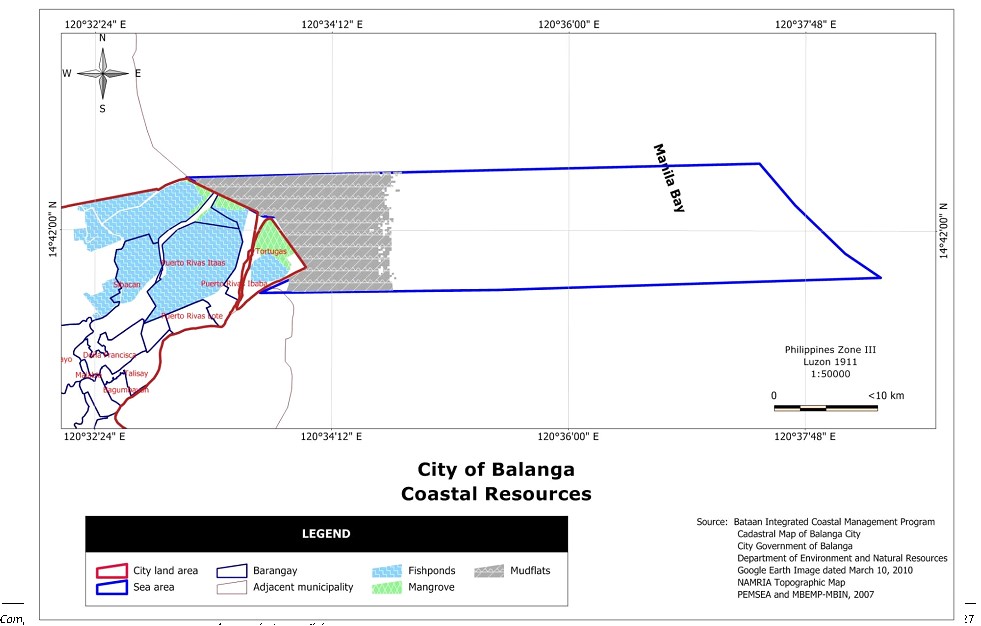 120°32'24" E 120°34'12" E 120°36'00" E 120°37'48" E
N
W E
S
Manila Bay
14°42'00" N
14°42'00" N
Tortugas
Puerto Rivas Itaas
Sibacan
Puerto Rivas Ibaba
Puerto Rivas Lote
Doña Francisca
Talisay
Bagumbayan
Philippines Zone III
Luzon 1911
1:50000
0 <10 km
120°32'24" E 120°34'12" E 120°36'00" E 120°37'48" E
City of Balanga
Coastal Resources
LEGEND
City land area Barangay Fishponds Mudflats
Sea area Adjacent municipality Mangrove
Source: Bataan Integrated Coastal Management Program
Cadastral Map of Balanga City
City Government of Balanga
Department of Environment and Natural Resources
Google Earth Image dated March 10, 2010
NAMRIA Topographic Map
PEMSEA and MBEMP-MBIN, 2007
Com
27